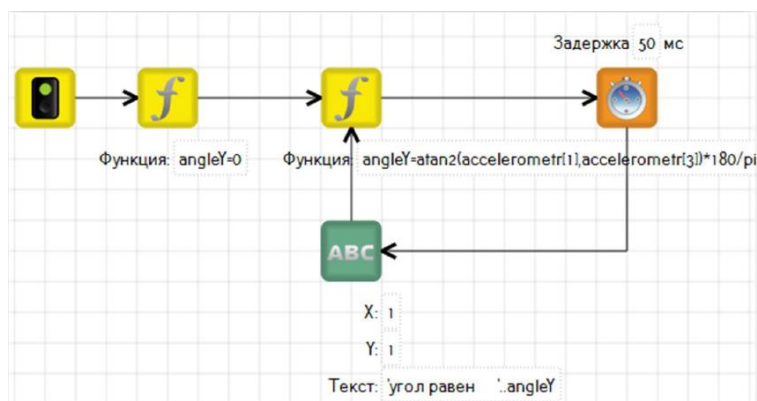 Задержка 50 мс
Функция: angleY=0
Функция: angleY=atan2(accelerometr[1],accelerometr[3])*180/pi
ABC
X: 1
Y: 1
Текст: 'угол равен     '..angleY